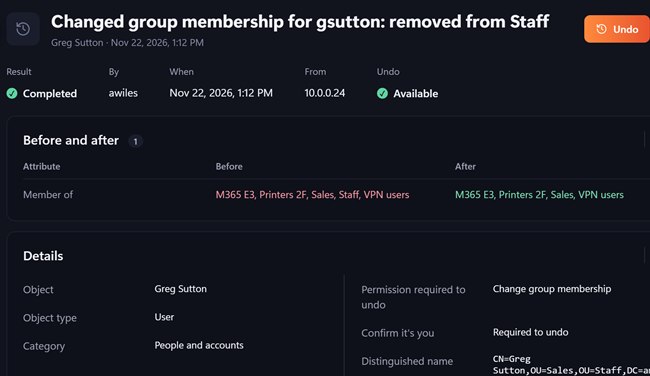 Changed group membership for gsutton: removed from Staff
Greg Sutton · Nov 22, 2026, 1:12 PM
Undo
Result By When From Undo
Completed awiles Nov 22, 2026, 1:12 PM 10.0.0.24 Available
Before and after 1
Attribute Before After
Member of M365 E3, Printers 2F, Sales, Staff, VPN users M365 E3, Printers 2F, Sales, VPN users
Details
Object Greg Sutton
Object type User
Category People and accounts
Permission required to undo Change group membership
Confirm it's you Required to undo
Distinguished name CN=Greg
Sutton,OU=Sales,OU=Staff,DC=